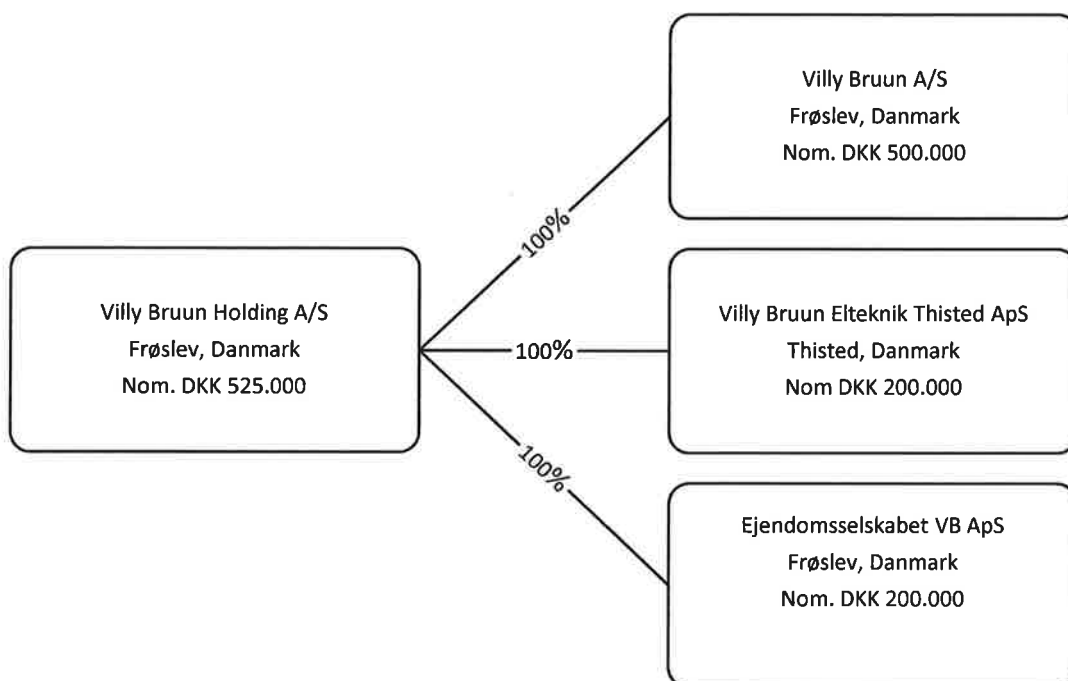 Villy Bruun Holding A/S
Frøslev, Danmark
Nom. DKK 525.000
100%
100%
100%
Villy Bruun A/S
Frøslev, Danmark
Nom. DKK 500.000
Villy Bruun Elteknik Thisted ApS
Thisted, Danmark
Nom DKK 200.000
Ejendomsselskabet VB ApS
Frøslev, Danmark
Nom. DKK 200.000